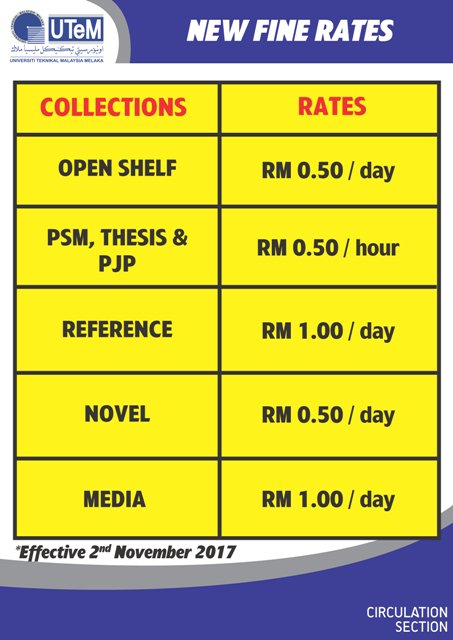 NEW FINE RATES
UTeM
اونيۏرسيتي تيكنيكل مليسيا ملاك
UNIVERSITI TEKNIKAL MALAYSIA MELAKA
COLLECTIONS RATES
OPEN SHELF RM 0.50 / day
PSM, THESIS &
PJP RM 0.50 / hour
REFERENCE RM 1.00 / day
NOVEL RM 0.50 / day
MEDIA RM 1.00 / day
*Effective 2nd November 2017
CIRCULATION
SECTION